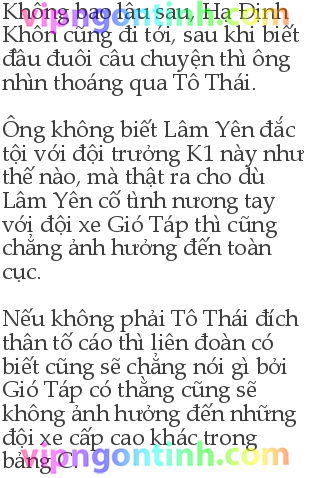 Không bao lâu sau, Hạ Định
Khôn cũng đi tới, sau khi biết
đầu đuôi câu chuyện thì ông
nhìn thoáng qua Tô Thái.

Ông không biết Lâm Yên đắc
tội với đội trưởng K1 này như
thế nào, mà thật ra cho dù
Lâm Yên cố tình nương tay
với đội xe Gió Táp thì cũng
chẳng ảnh hưởng đến toàn
cục.

Nếu không phải Tô Thái đích
thân tố cáo thì liên đoàn có
biết cũng sẽ chẳng nói gì bởi
Gió Táp có thằng cũng sẽ
không ảnh hưởng đến những
đội xe cấp cao khác trong
bảng C.
vipngontinh.com
vipngontinh.com